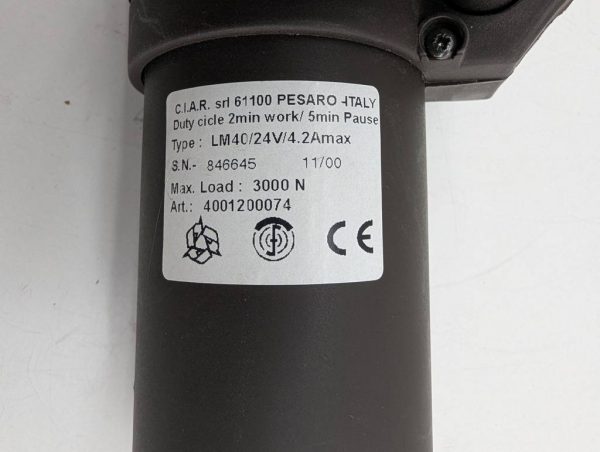 C.I.A.R. srl 61100 PESARO -ITALY
Duty cicle 2min work/ 5min Pause
Type : LM40/24V/4.2Amax
S.N.- 846645 11/00
Max. Load : 3000 N
Art.: 4001200074
CE